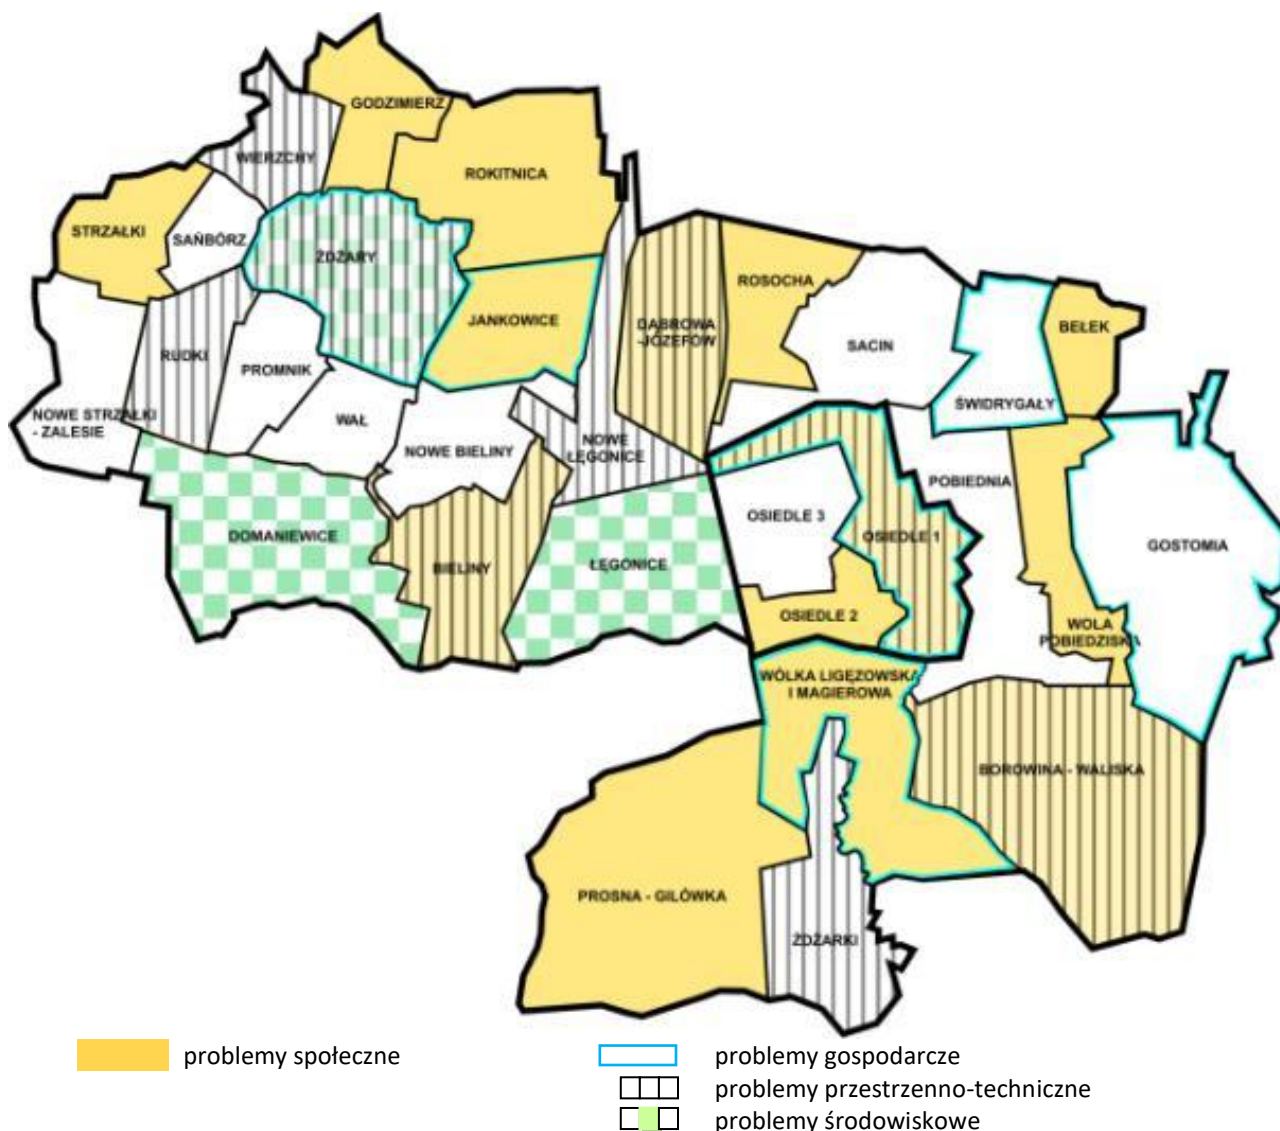 GODZIMIERZ
WIERZCHY
ROKITNICA
STRZAŁKI
SAŃBÓRZ
ŻDŻARY
ROSOCHA
JANKOWICE
DĄBROWA
-JÓZEFÓW
BEŁEK
SACIN
RUDKI
PROMNIK
ŚWIDRYGAŁY
NOWE STRZAŁKI
- ZALESIE
WAŁ
NOWE BIELINY
NOWE
ŁĘGONICE
POBIEDNIA
OSIEDLE 3
DOMANIEWICE
OSIEDLE 1
GOSTOMIA
BIELINY
ŁĘGONICE
OSIEDLE 2
WOLA
POBIEDZISKA
WÓLKA LIGĘZOWSKA
I MAGIEROWA
BOROWINA - WALISKA
PROSNA - GILÓWKA
ŻDŻARKI
problemy społeczne
problemy gospodarcze
problemy przestrzenno-techniczne
problemy środowiskowe